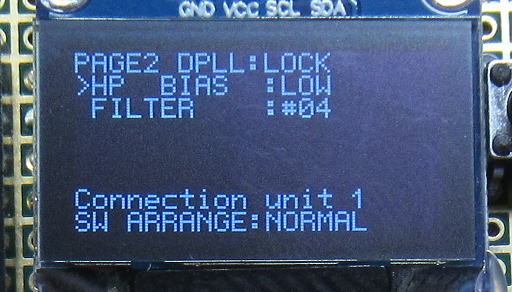 GND VCC SCL SDA
PAGE2 DPLL:LOCK
>HP BIAS :LOW
FILTER :#04
Connection unit 1
SW ARRANGE:NORMAL